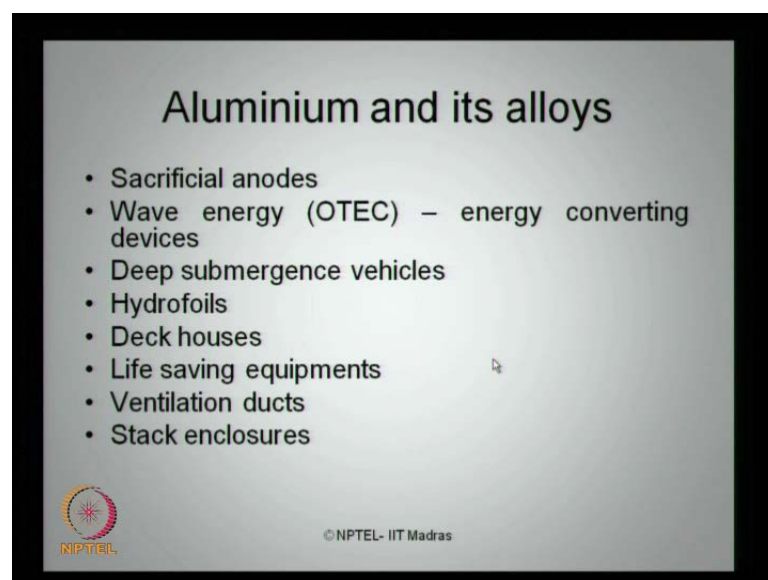 Aluminium and its alloys
• Sacrificial anodes
• Wave energy (OTEC) – energy converting
devices
• Deep submergence vehicles
• Hydrofoils
• Deck houses
• Life saving equipments
• Ventilation ducts
• Stack enclosures
NPTEL
© NPTEL- IIT Madras